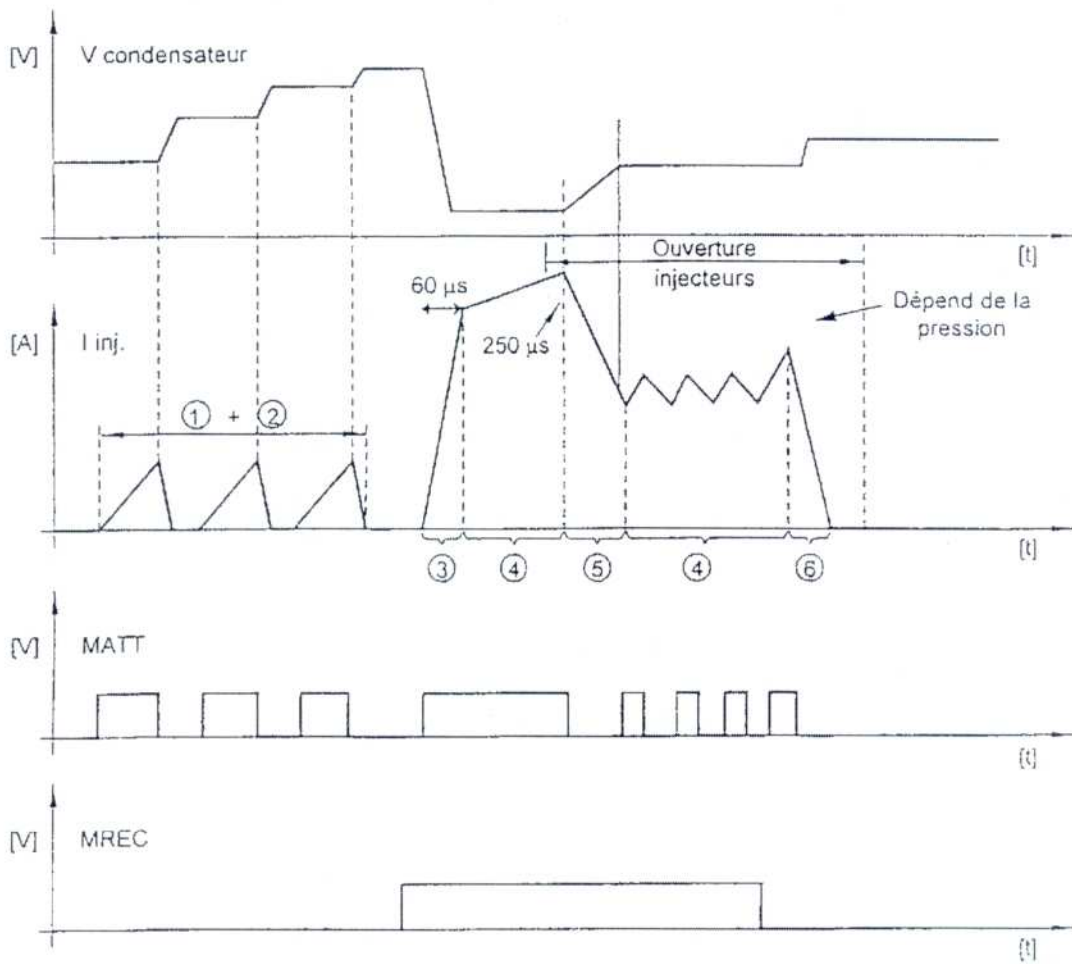 [V] V condensateur
[t]
Ouverture
injecteurs
60 µs
Dépend de la
pression
[A] I inj.
250 µs
1 + 2
[t]
3 4 5 4 6
[V] MATT
[t]
[V] MREC
[t]